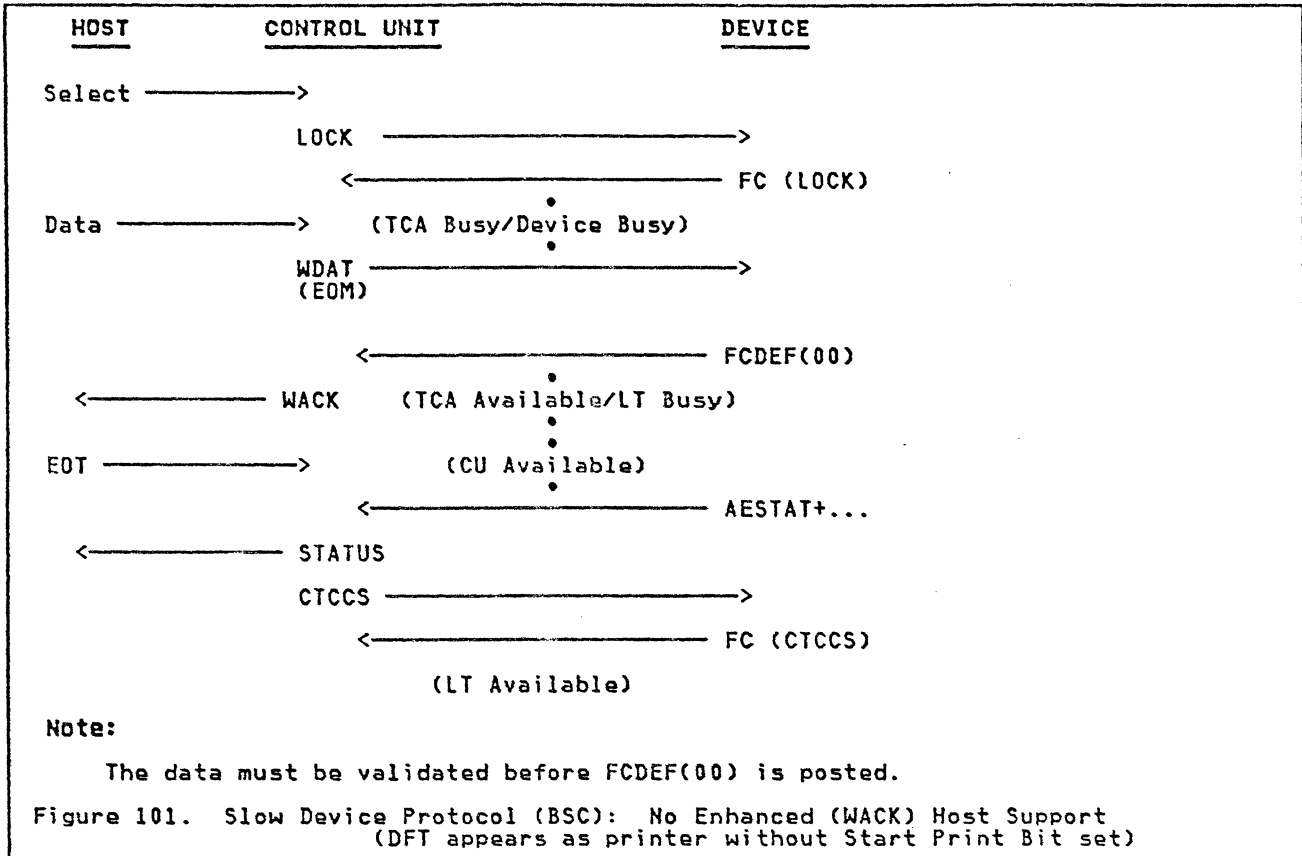 HOST CONTROL UNIT DEVICE
Select
LOCK
FC (LOCK)
Data (TCA Busy/Device Busy)
WDAT
(EOM)
FCDEF(00)
WACK (TCA Available/LT Busy)
EOT (CU Available)
AESTAT+...
STATUS
CTCCS
FC (CTCCS)
(LT Available)
Note:
The data must be validated before FCDEF(00) is posted.
Figure 101. Slow Device Protocol (BSC): No Enhanced (WACK) Host Support
(DFT appears as printer without Start Print Bit set)